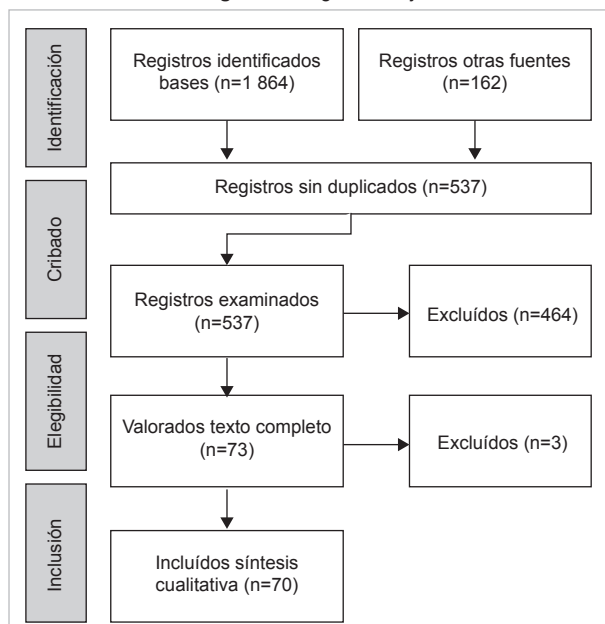 Identificación
Registros identificados
bases (n=1 864)
Registros otras fuentes
(n=162)
Registros sin duplicados (n=537)
Cribado
Registros examinados
(n=537)
Excluídos (n=464)
Elegibilidad
Valorados texto completo
(n=73)
Excluídos (n=3)
Inclusión
Incluídos síntesis
cualitativa (n=70)